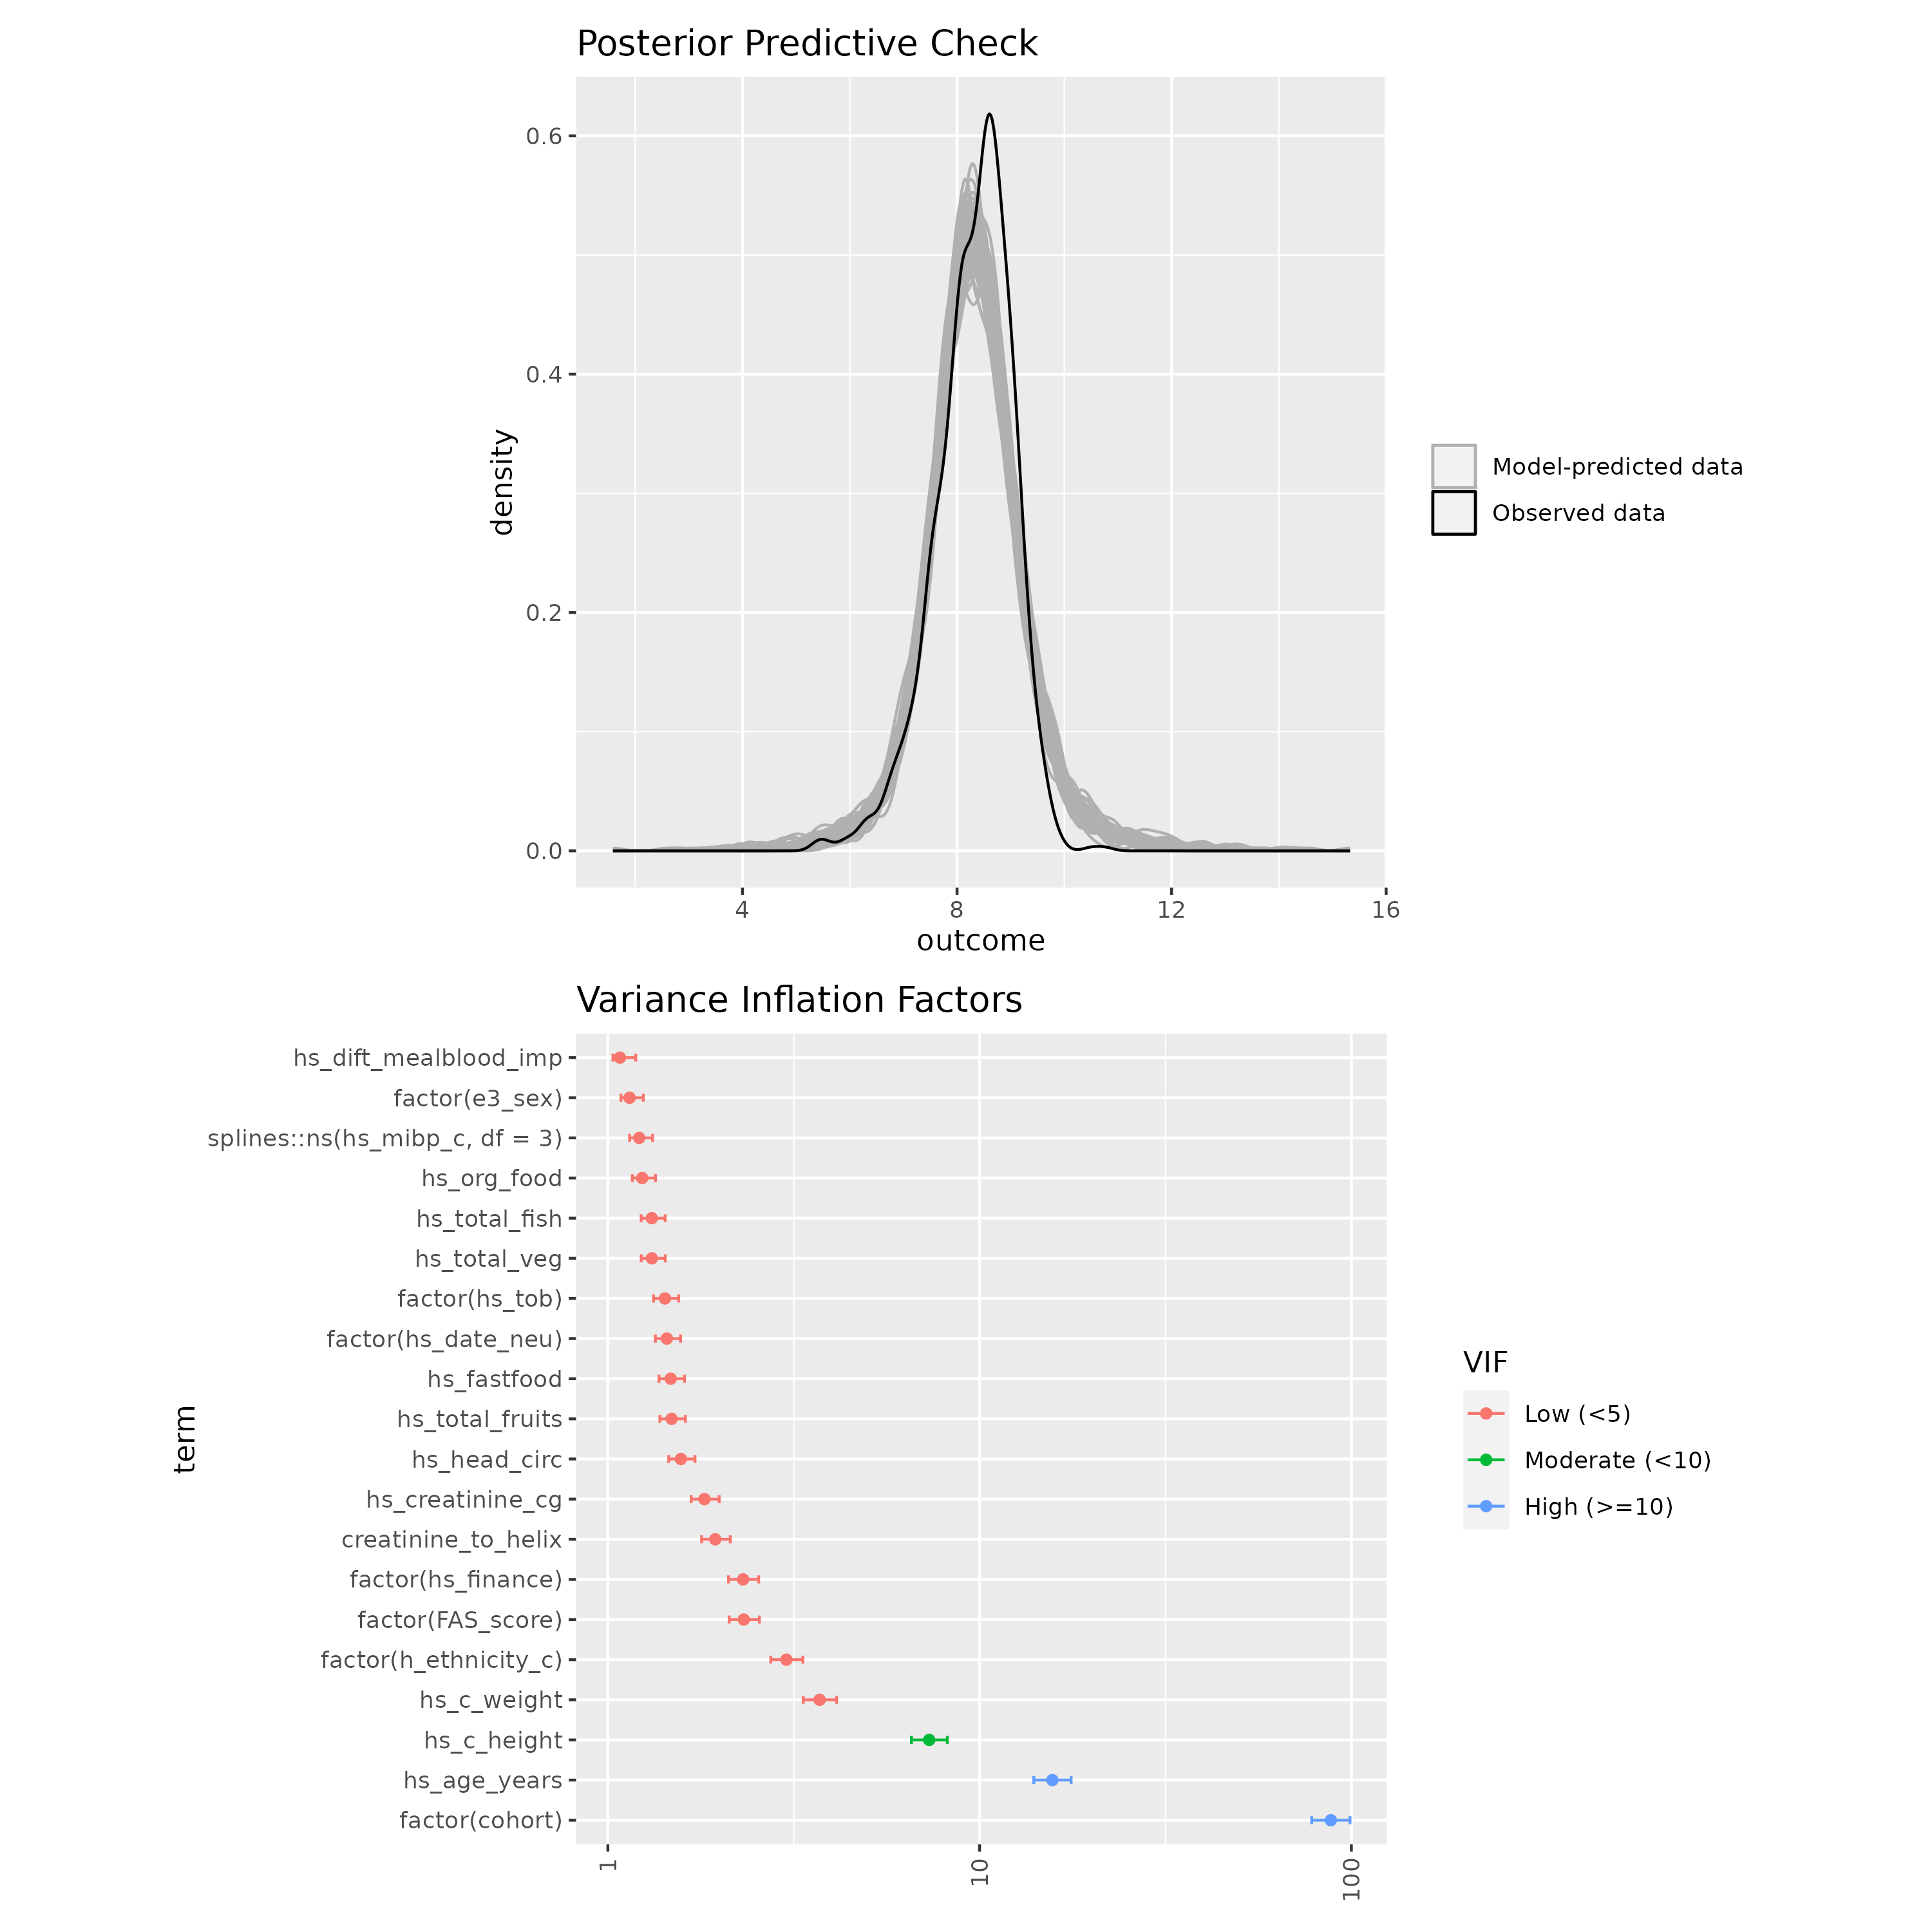 Posterior Predictive Check
0.6
0.4
0.2
0.0
density
4
8
12
16
outcome
Model-predicted data
Observed data
Variance Inflation Factors
hs_dift_mealblood_imp
factor(e3_sex)
splines::ns(hs_mibp_c, df = 3)
hs_org_food
hs_total_fish
hs_total_veg
factor(hs_tob)
factor(hs_date_neu)
hs_fastfood
hs_total_fruits
hs_head_circ
hs_creatinine_cg
creatinine_to_helix
factor(hs_finance)
factor(FAS_score)
factor(h_ethnicity_c)
hs_c_weight
hs_c_height
hs_age_years
factor(cohort)
term
1
10
100
VIF
Low (<5)
Moderate (<10)
High (>=10)